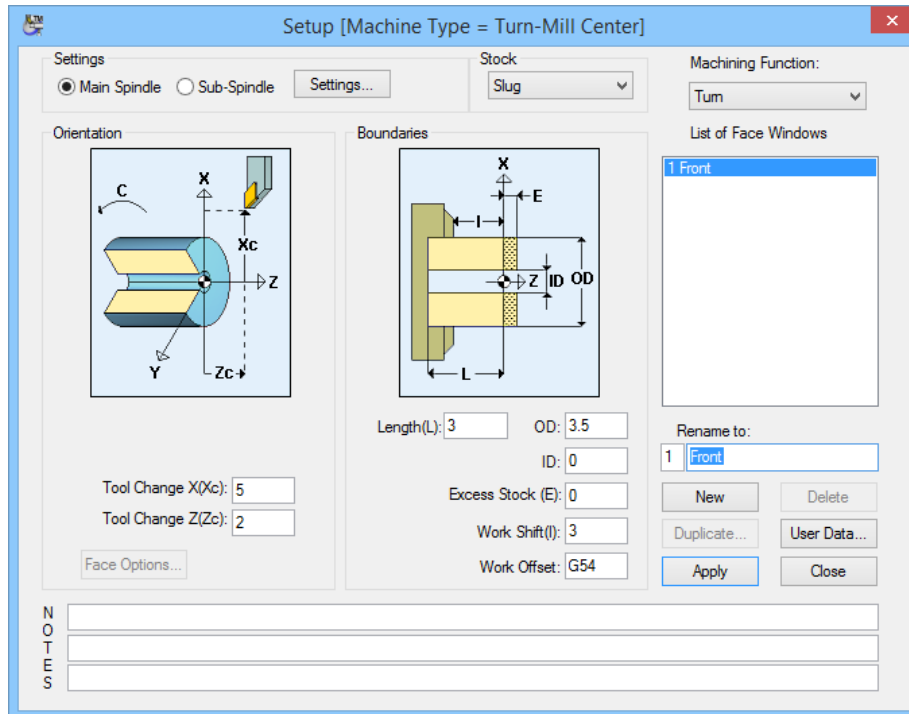 Setup [Machine Type = Turn-Mill Center]
Settings
Main Spindle
Sub-Spindle
Settings...
Stock
Slug
Machining Function:
Turn
Orientation
C
X
Xc
Z
Y
Zc
Tool Change X(Xc): 5
Tool Change Z(Zc): 2
Face Options...
Boundaries
X
E
I
Z
ID
OD
L
Length(L): 3
OD: 3.5
ID: 0
Excess Stock (E): 0
Work Shift(I): 3
Work Offset: G54
List of Face Windows
1 Front
Rename to:
1 Front
New
Delete
Duplicate...
User Data...
Apply
Close
NOTES